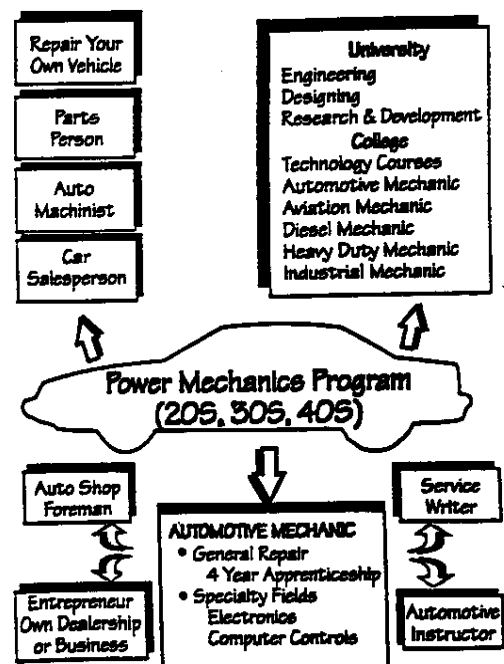 Repair Your
Own Vehicle
Parts
Person
Auto
Machinist
Car
Salesperson
University
Engineering
Designing
Research & Development
College
Technology Courses
Automotive Mechanic
Aviation Mechanic
Diesel Mechanic
Heavy Duty Mechanic
Industrial Mechanic
Power Mechanics Program
(20S, 30S, 40S)
Auto Shop
Foreman
Entrepreneur
Own Dealership
or Business
AUTOMOTIVE MECHANIC
• General Repair
4 Year Apprenticeship
• Specialty Fields
Electronics
Computer Controls
Service
Writer
Automotive
Instructor